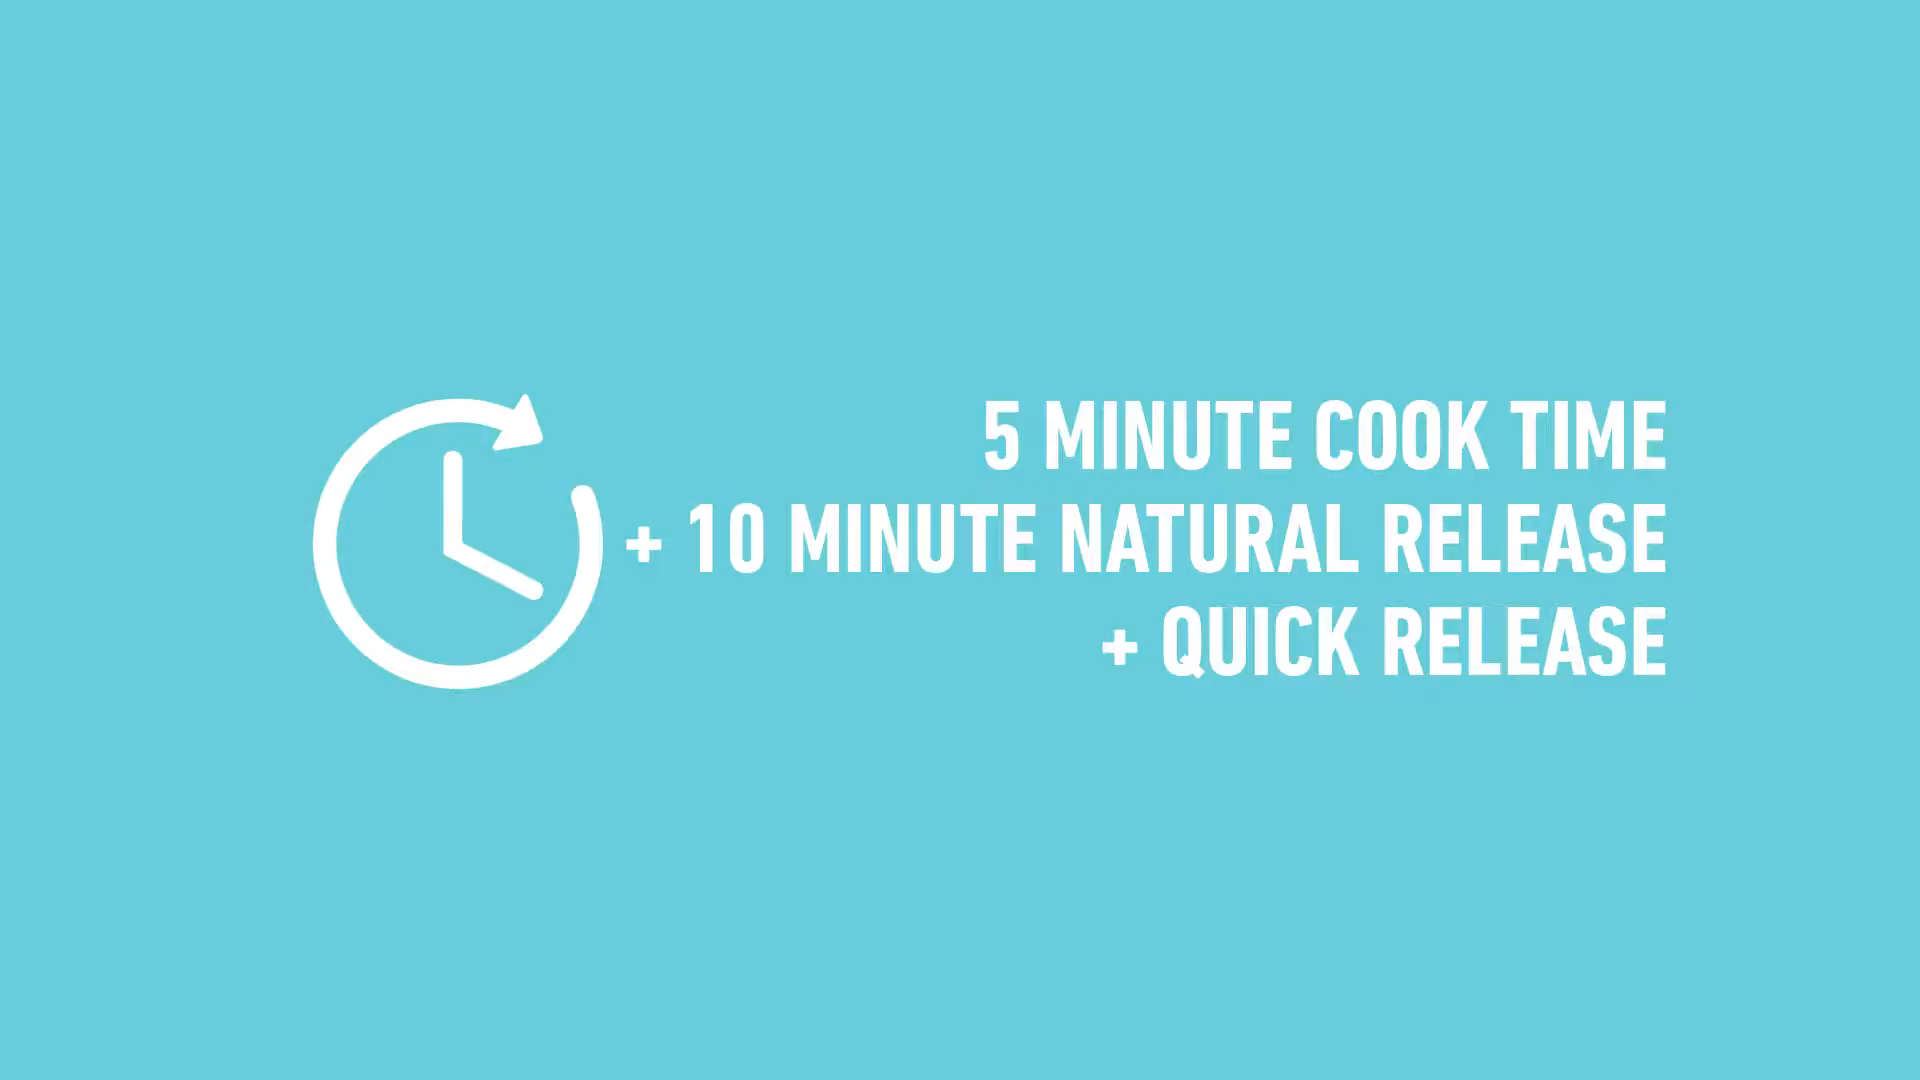 5 MINUTE COOK TIME
+ 10 MINUTE NATURAL RELEASE
+ QUICK RELEASE